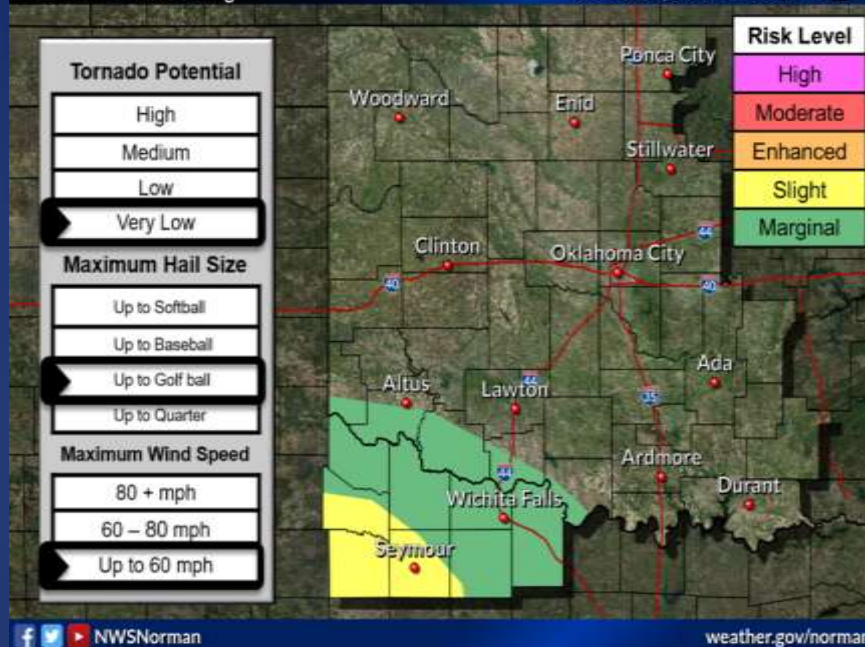 Tornado Potential
High
Medium
Low
Very Low
Maximum Hail Size
Up to Softball
Up to Baseball
Up to Golf ball
Up to Quarter
Maximum Wind Speed
80 + mph
60 – 80 mph
Up to 60 mph
Risk Level
High
Moderate
Enhanced
Slight
Marginal
Ponca City
Woodward
Enid
Stillwater
Clinton
Oklahoma City
44
40
40
Ada
Altus
Lawton
44
35
Ardmore
44
Durant
Wichita Falls
Seymour
NWSNorman
weather.gov/norman